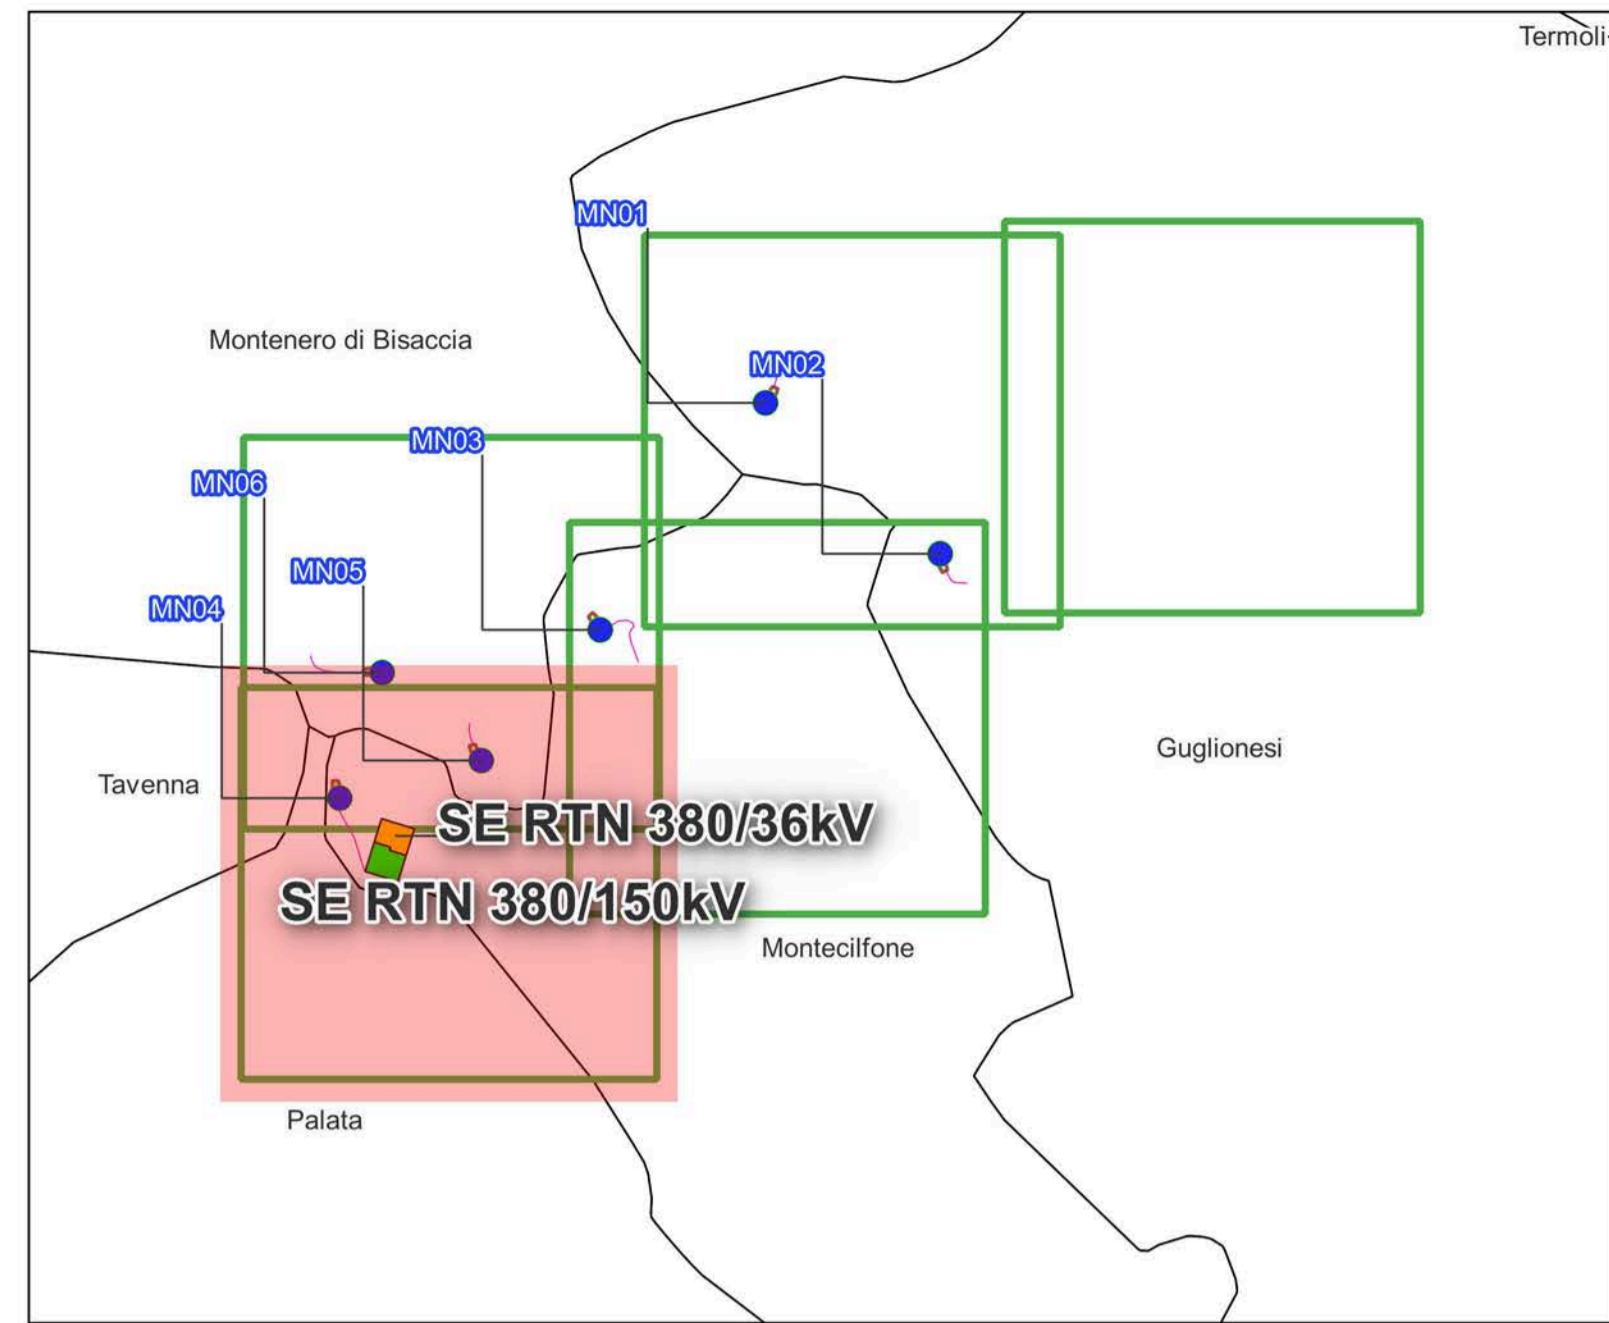 Termoli
MN01
Montenero di Bisaccia
MN02
MN03
MN06
MN05
MN04
Guglionesi
Tavenna
SE RTN 380/36kV
SE RTN 380/150kV
Montecilfone
Palata